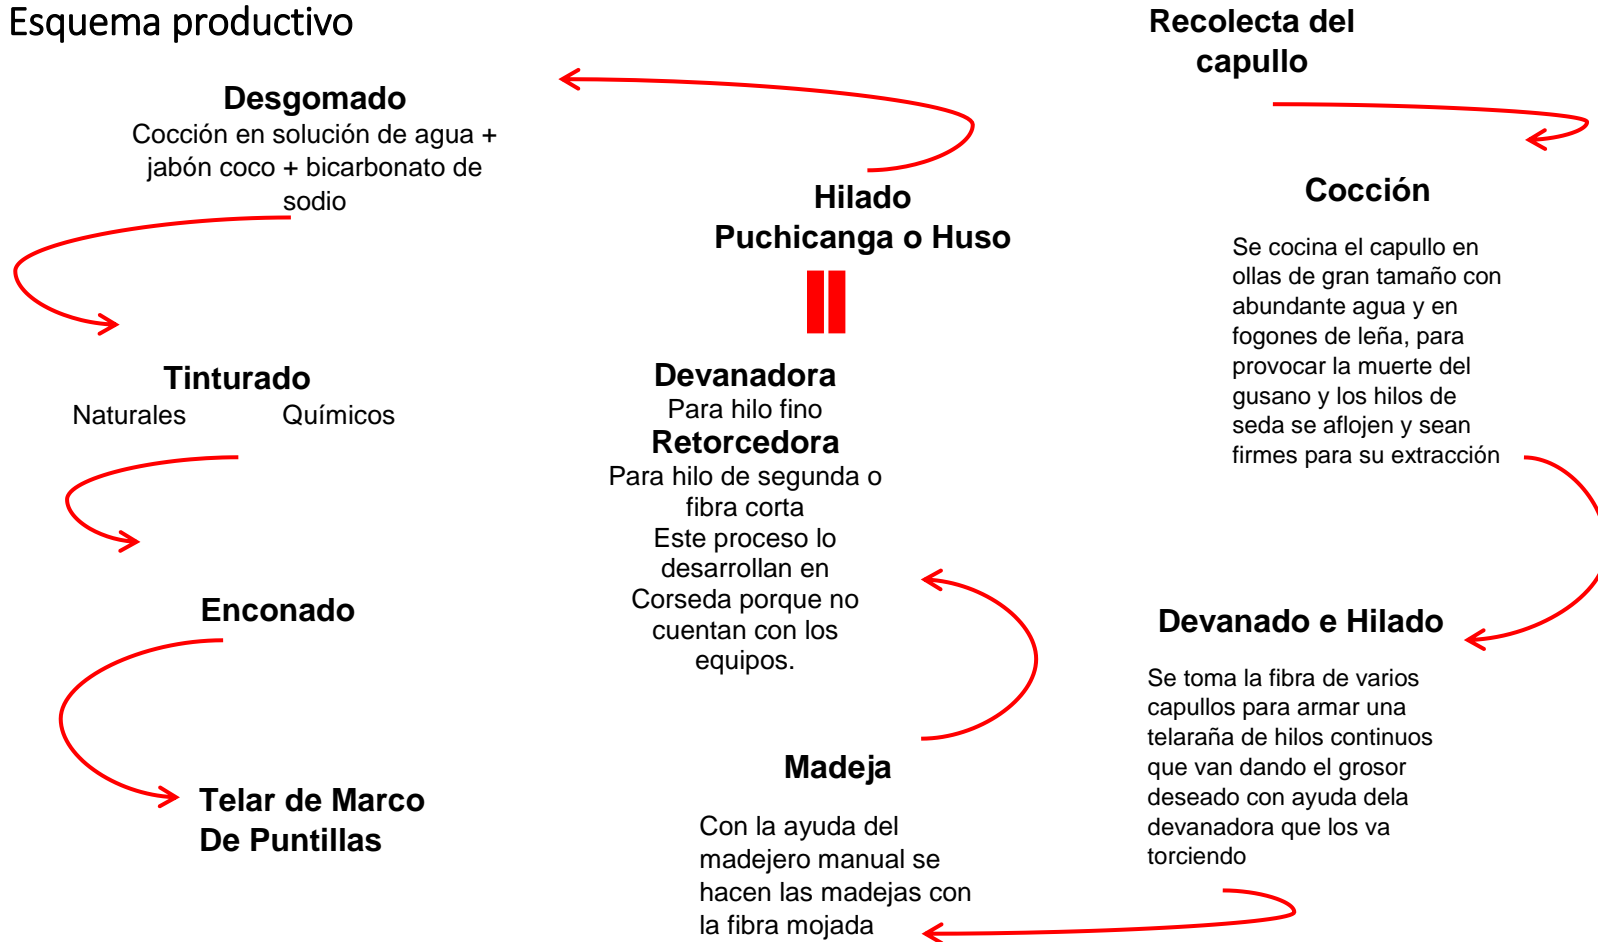 Esquema productivo
Recolecta del
capullo
Cocción
Se cocina el capullo en
ollas de gran tamaño con
abundante agua y en
fogones de leña, para
provocar la muerte del
gusano y los hilos de
seda se aflojen y sean
firmes para su extracción
Devanado e Hilado
Se toma la fibra de varios
capullos para armar una
telaraña de hilos continuos
que van dando el grosor
deseado con ayuda dela
devanadora que los va
torciendo
Madeja
Con la ayuda del
madejero manual se
hacen las madejas con
la fibra mojada
Devanadora
Para hilo fino
Retorcedora
Para hilo de segunda o
fibra corta
Este proceso lo
desarrollan en
Corseda porque no
cuentan con los
equipos.
Hilado
Puchicanga o Huso
Desgomado
Cocción en solución de agua +
jabón coco + bicarbonato de
sodio
Tinturado
Naturales Químicos
Enconado
Telar de Marco
De Puntillas